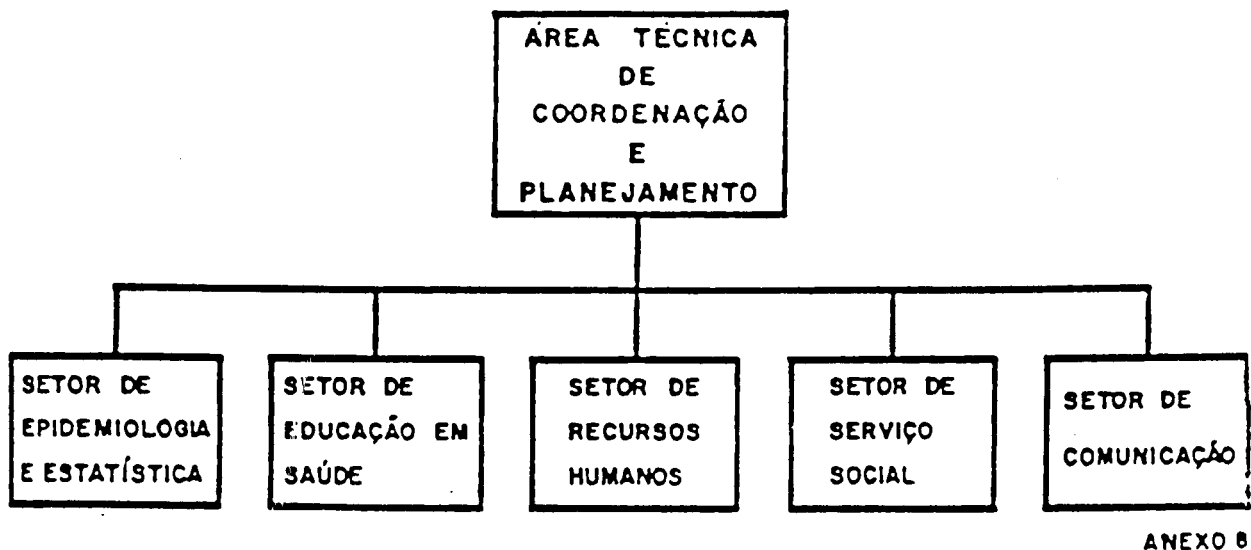 ÁREA TÉCNICA
DE
COORDENAÇÃO
E
PLANEJAMENTO
SETOR DE
EPIDEMIOLOGIA
E ESTATÍSTICA
SETOR DE
EDUCAÇÃO EM
SAÚDE
SETOR DE
RECURSOS
HUMANOS
SETOR DE
SERVIÇO
SOCIAL
SETOR DE
COMUNICAÇÃO
ANEXO